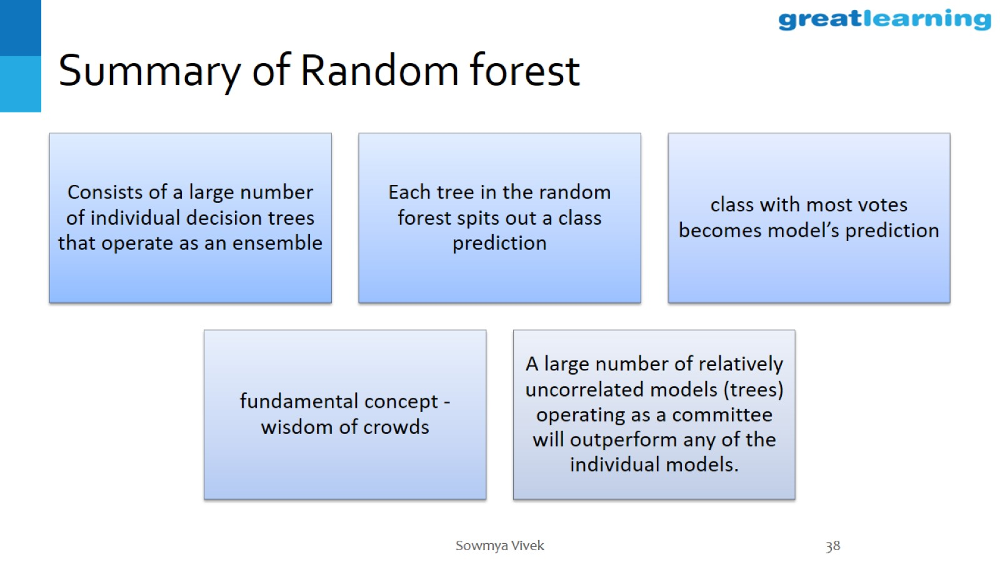 greatlearning
Summary of Random forest
Consists of a large number
of individual decision trees
that operate as an ensemble
Each tree in the random
forest spits out a class
prediction
class with most votes
becomes model’s prediction
fundamental concept -
wisdom of crowds
A large number of relatively
uncorrelated models (trees)
operating as a committee
will outperform any of the
individual models.
Sowmya Vivek
38